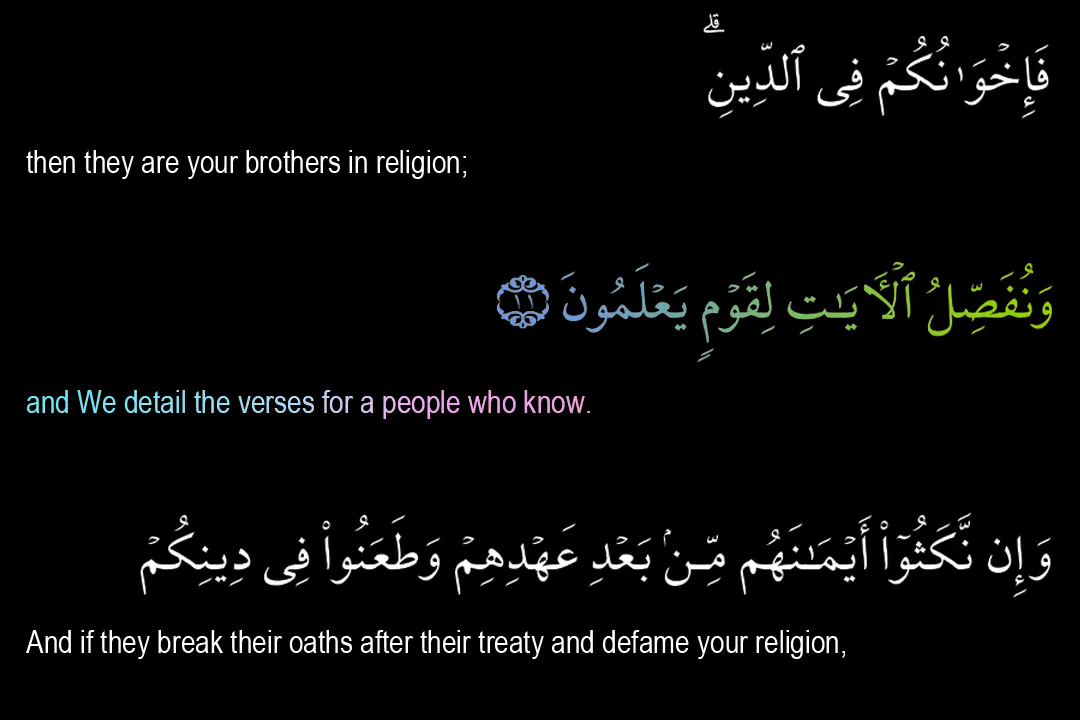 فَإِخْوَٰنُكُمْ فِى ٱلدِّينِ ۗ
then they are your brothers in religion;
وَنُفَصِّلُ ٱلْـَٔايَـٰتِ لِقَوْمٍ يَعْلَمُونَ ١١
and We detail the verses for a people who know.
وَإِن نَّكَثُوٓا۟ أَيْمَـٰنَهُم مِّنۢ بَعْدِ عَهْدِهِمْ وَطَعَنُوا۟ فِى دِينِكُمْ
And if they break their oaths after their treaty and defame your religion,